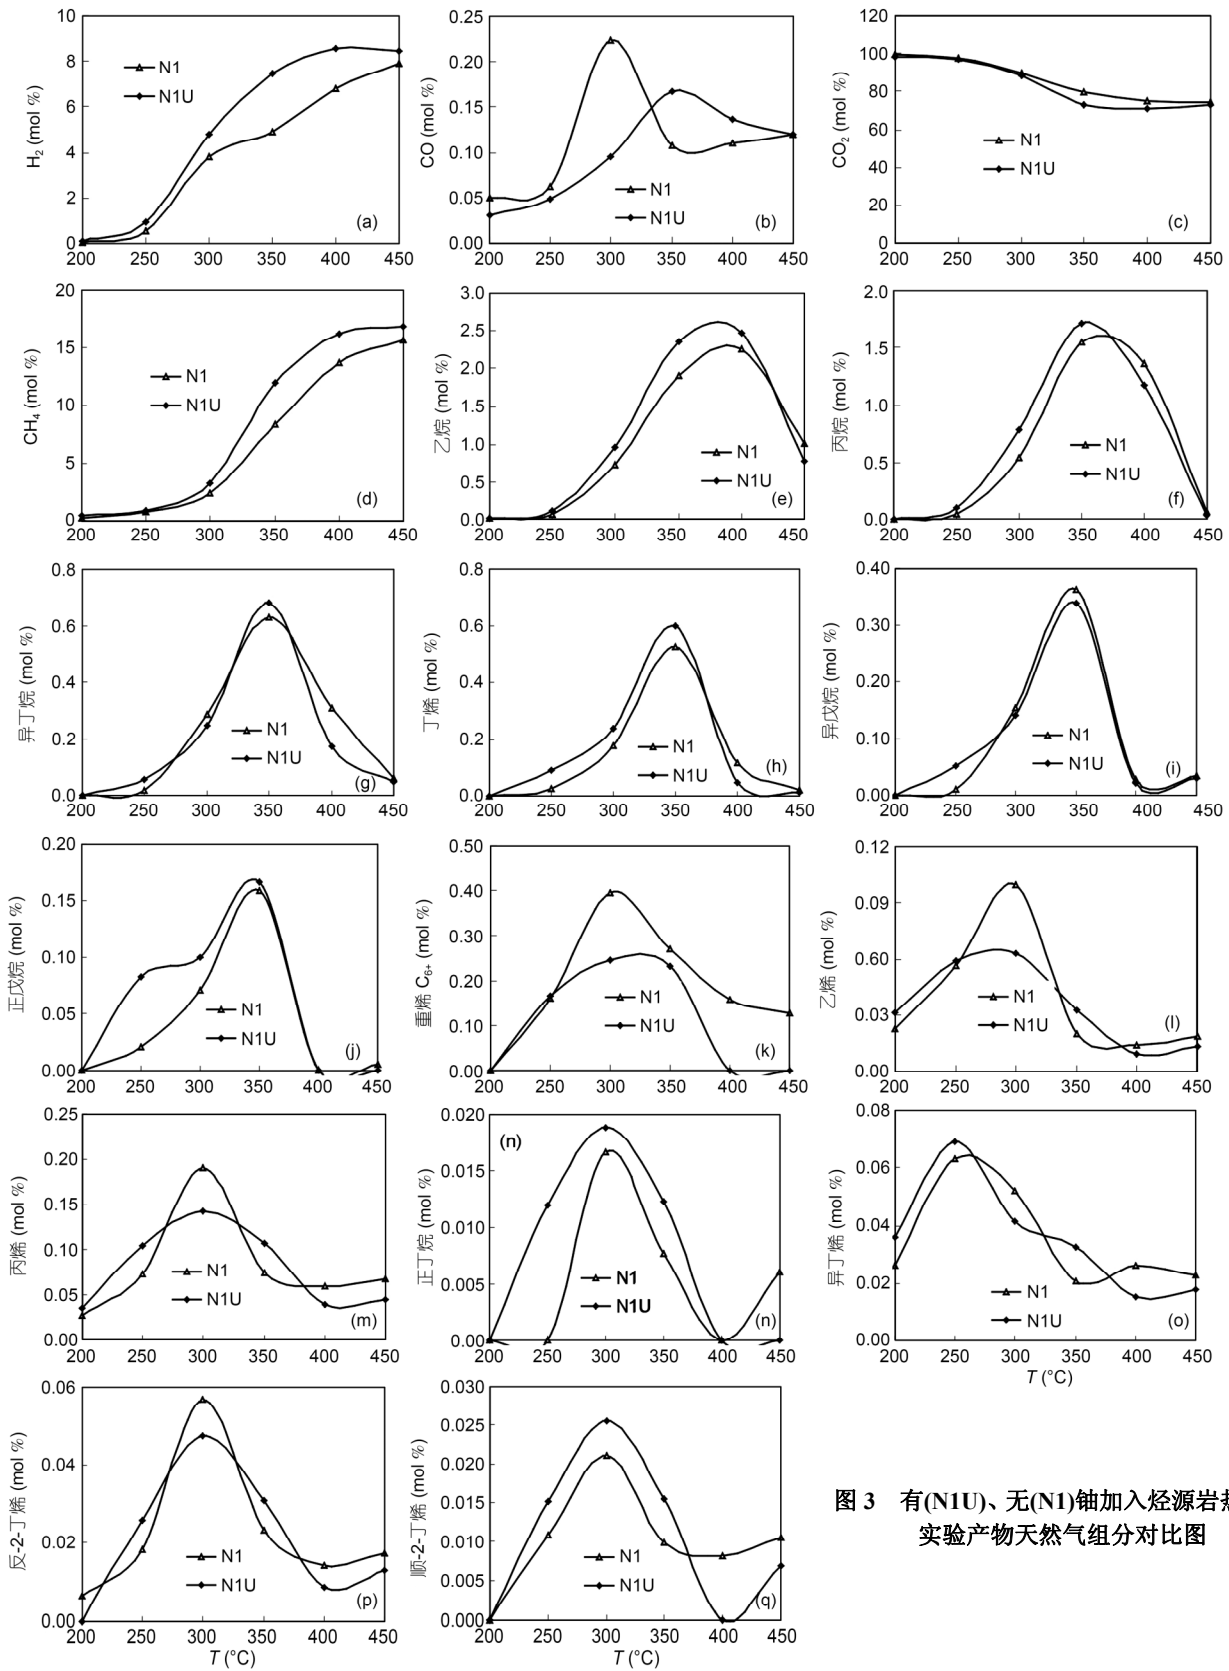 10
8
6
4
2
0
H₂ (mol %)
N1
N1U
(a)
200 250 300 350 400 450
0.25
0.20
0.15
0.10
0.05
0.00
CO (mol %)
N1
N1U
(b)
200 250 300 350 400 450
120
100
80
60
40
20
0
CO₂ (mol %)
N1
N1U
(c)
200 250 300 350 400 450
20
15
10
5
0
CH₄ (mol %)
N1
N1U
(d)
200 250 300 350 400 450
3.0
2.5
2.0
1.5
1.0
0.5
0.0
乙烷 (mol %)
N1
N1U
(e)
200 250 300 350 400 450
2.0
1.5
1.0
0.5
0.0
丙烷 (mol %)
N1
N1U
(f)
200 250 300 350 400 450
0.8
0.6
0.4
0.2
0.0
异丁烷 (mol %)
N1
N1U
(g)
200 250 300 350 400 450
0.8
0.6
0.4
0.2
0.0
丁烯 (mol %)
N1
N1U
(h)
200 250 300 350 400 450
0.40
0.30
0.20
0.10
0.00
异戊烷 (mol %)
N1
N1U
(i)
200 250 300 350 400 450
0.20
0.15
0.10
0.05
0.00
正戊烷 (mol %)
N1
N1U
(j)
200 250 300 350 400 450
0.50
0.40
0.30
0.20
0.10
0.00
重烯 C₆₊ (mol %)
N1
N1U
(k)
200 250 300 350 400 450
0.12
0.09
0.60
0.03
0.00
乙烯 (mol %)
N1
N1U
(l)
200 250 300 350 400 450
0.25
0.20
0.15
0.10
0.05
0.00
丙烯 (mol %)
N1
N1U
(m)
200 250 300 350 400 450
0.020
0.015
0.010
0.005
0.000
正丁烷 (mol %)
(n)
N1
N1U
(n)
200 250 300 350 400 450
0.08
0.06
0.04
0.02
0.00
异丁烯 (mol %)
N1
N1U
(o)
200 250 300 350 400 450
T (°C)
0.06
0.04
0.02
0.00
反-2-丁烯 (mol %)
N1
N1U
(p)
200 250 300 350 400 450
T (°C)
0.030
0.025
0.020
0.015
0.010
0.005
0.000
顺-2-丁烯 (mol %)
N1
N1U
(q)
200 250 300 350 400 450
T (°C)
图 3 有(N1U)、无(N1)铀加入烃源岩
实验产物天然气组分对比图